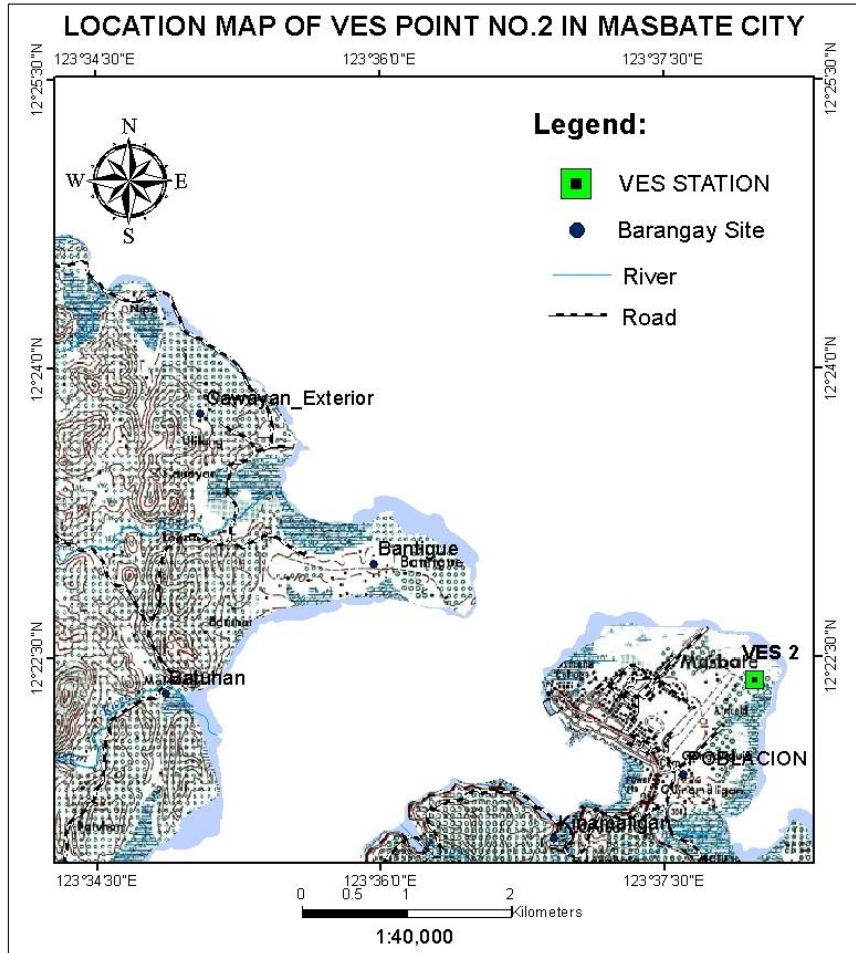 LOCATION MAP OF VES POINT NO.2 IN MASBATE CITY
123°34'30"E 123°36'0"E 123°37'30"E
12°25'30"N 12°25'30"N
N
W E
S
Legend:
VES STATION
Barangay Site
River
Road
Nipa
12°24'0"N 12°24'0"N
Cawayan_Exterior
Bantigue
Bantigue
12°22'30"N 12°22'30"N
VES 2
Masbate
Batuhan
POBLACION
Quinamaligan
Kinamaligan
123°34'30"E 123°36'0"E 123°37'30"E
0 0.5 1 2
Kilometers
1:40,000